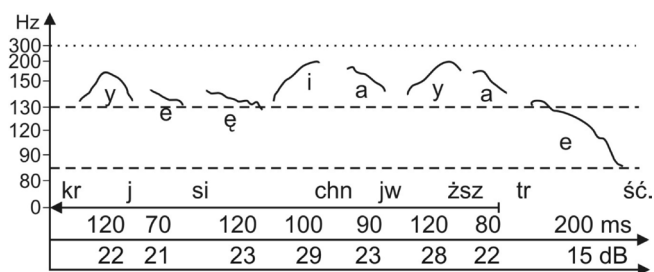 Hz
300
200
150
130
120
90
80
0
y e ę i a y a e
kr j si chn jw ższ tr ść.
120 70 120 100 90 120 80 200 ms
22 21 23 29 23 28 22 15 dB